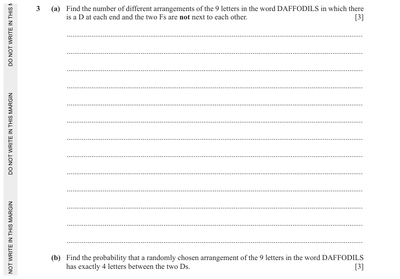 3 (a) Find the number of different arrangements of the 9 letters in the word DAFFODILS in which there
is a D at each end and the two Fs are not next to each other. [3]
(b) Find the probability that a randomly chosen arrangement of the 9 letters in the word DAFFODILS
has exactly 4 letters between the two Ds. [3]
DO NOT WRITE IN THIS
DO NOT WRITE IN THIS MARGIN
NOT WRITE IN THIS MARGIN